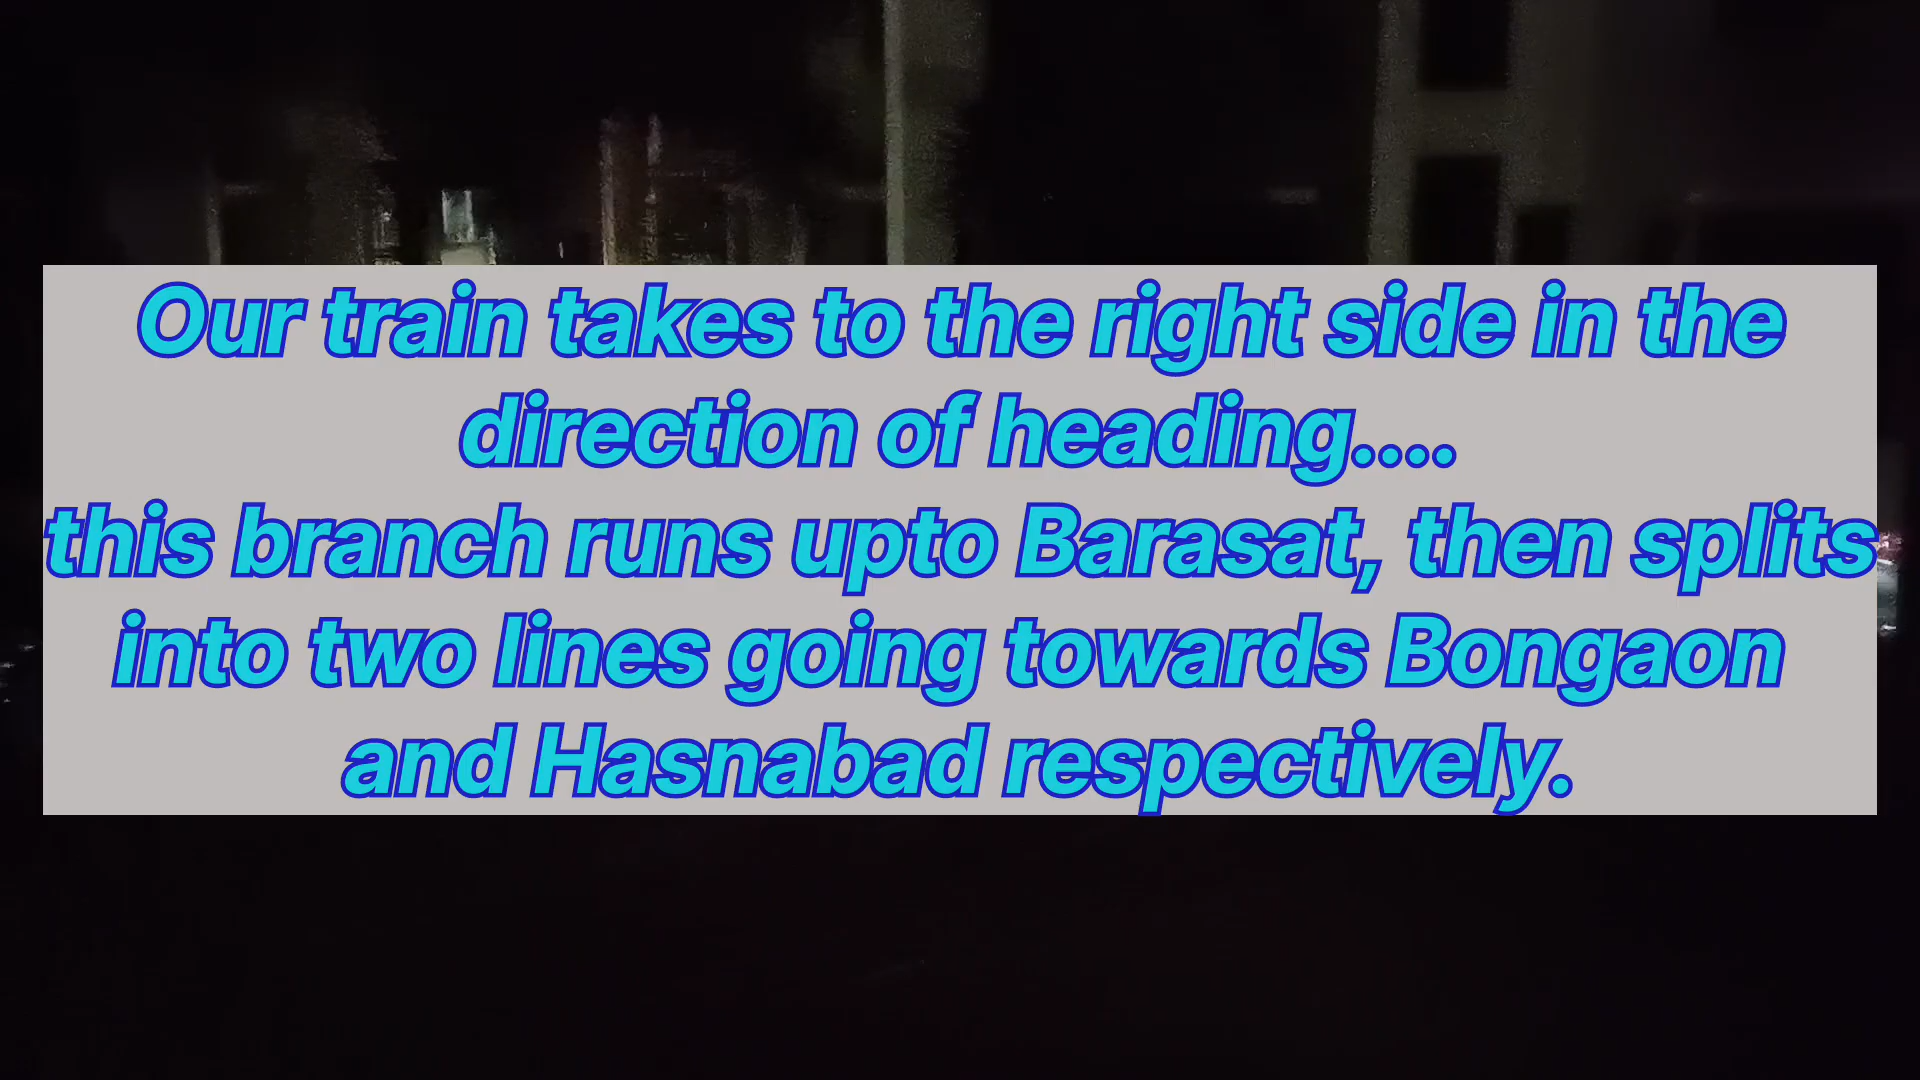 Our train takes to the right side in the
direction of heading....
this branch runs upto Barasat, then splits
into two lines going towards Bongaon
and Hasnabad respectively.